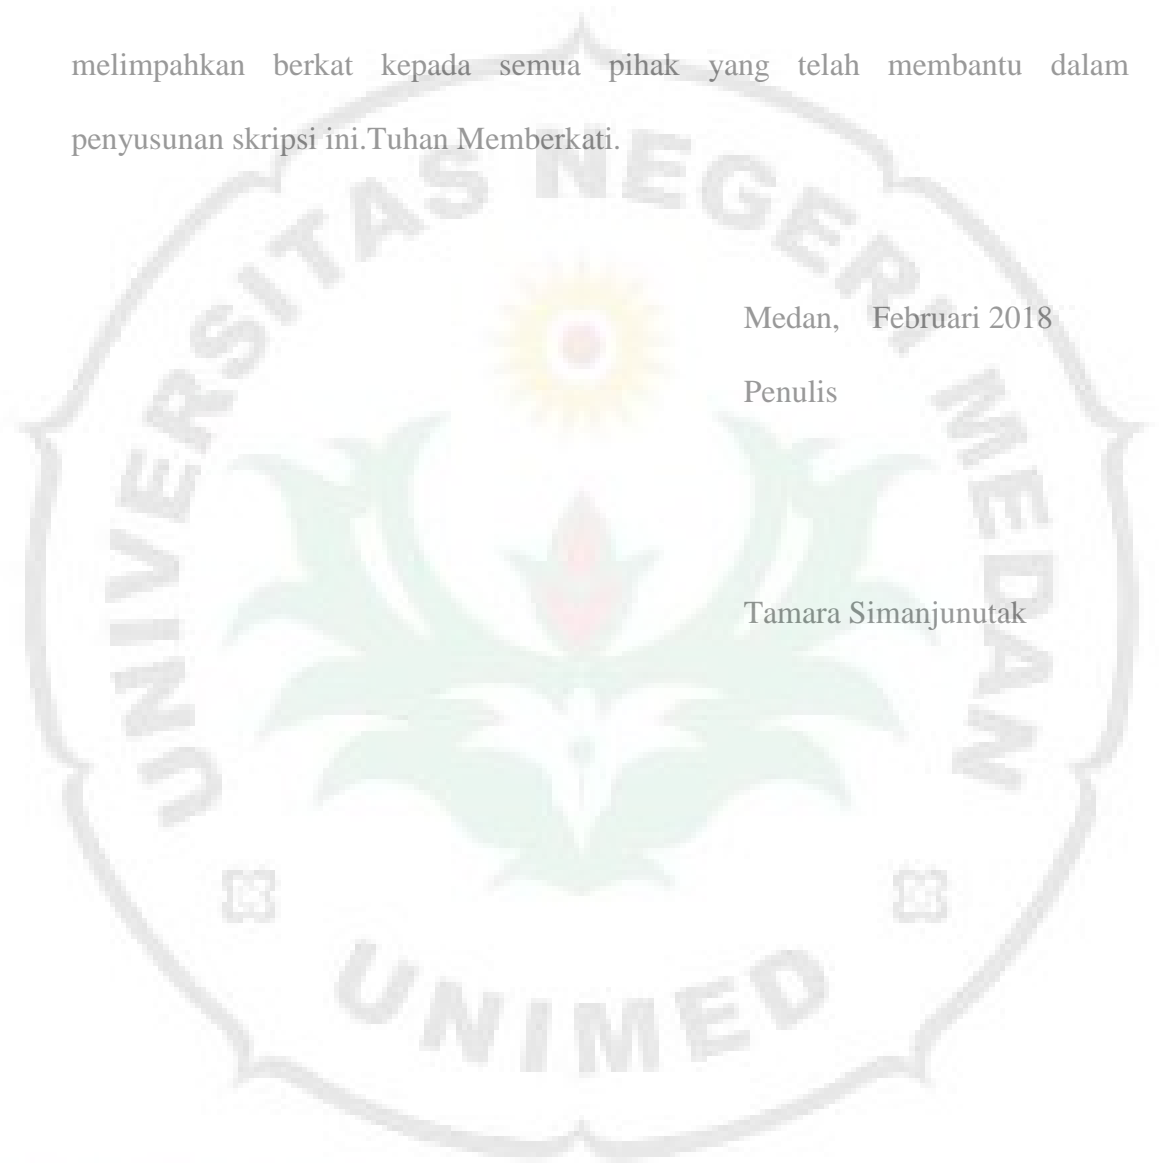 melimpahkan berkat kepada semua pihak yang telah membantu dalam
penyusunan skripsi ini.Tuhan Memberkati.
UNIVERSITAS NEGERI MEDAN
Medan, Februari 2018
Penulis
Tamara Simanjunutak
UNIMED